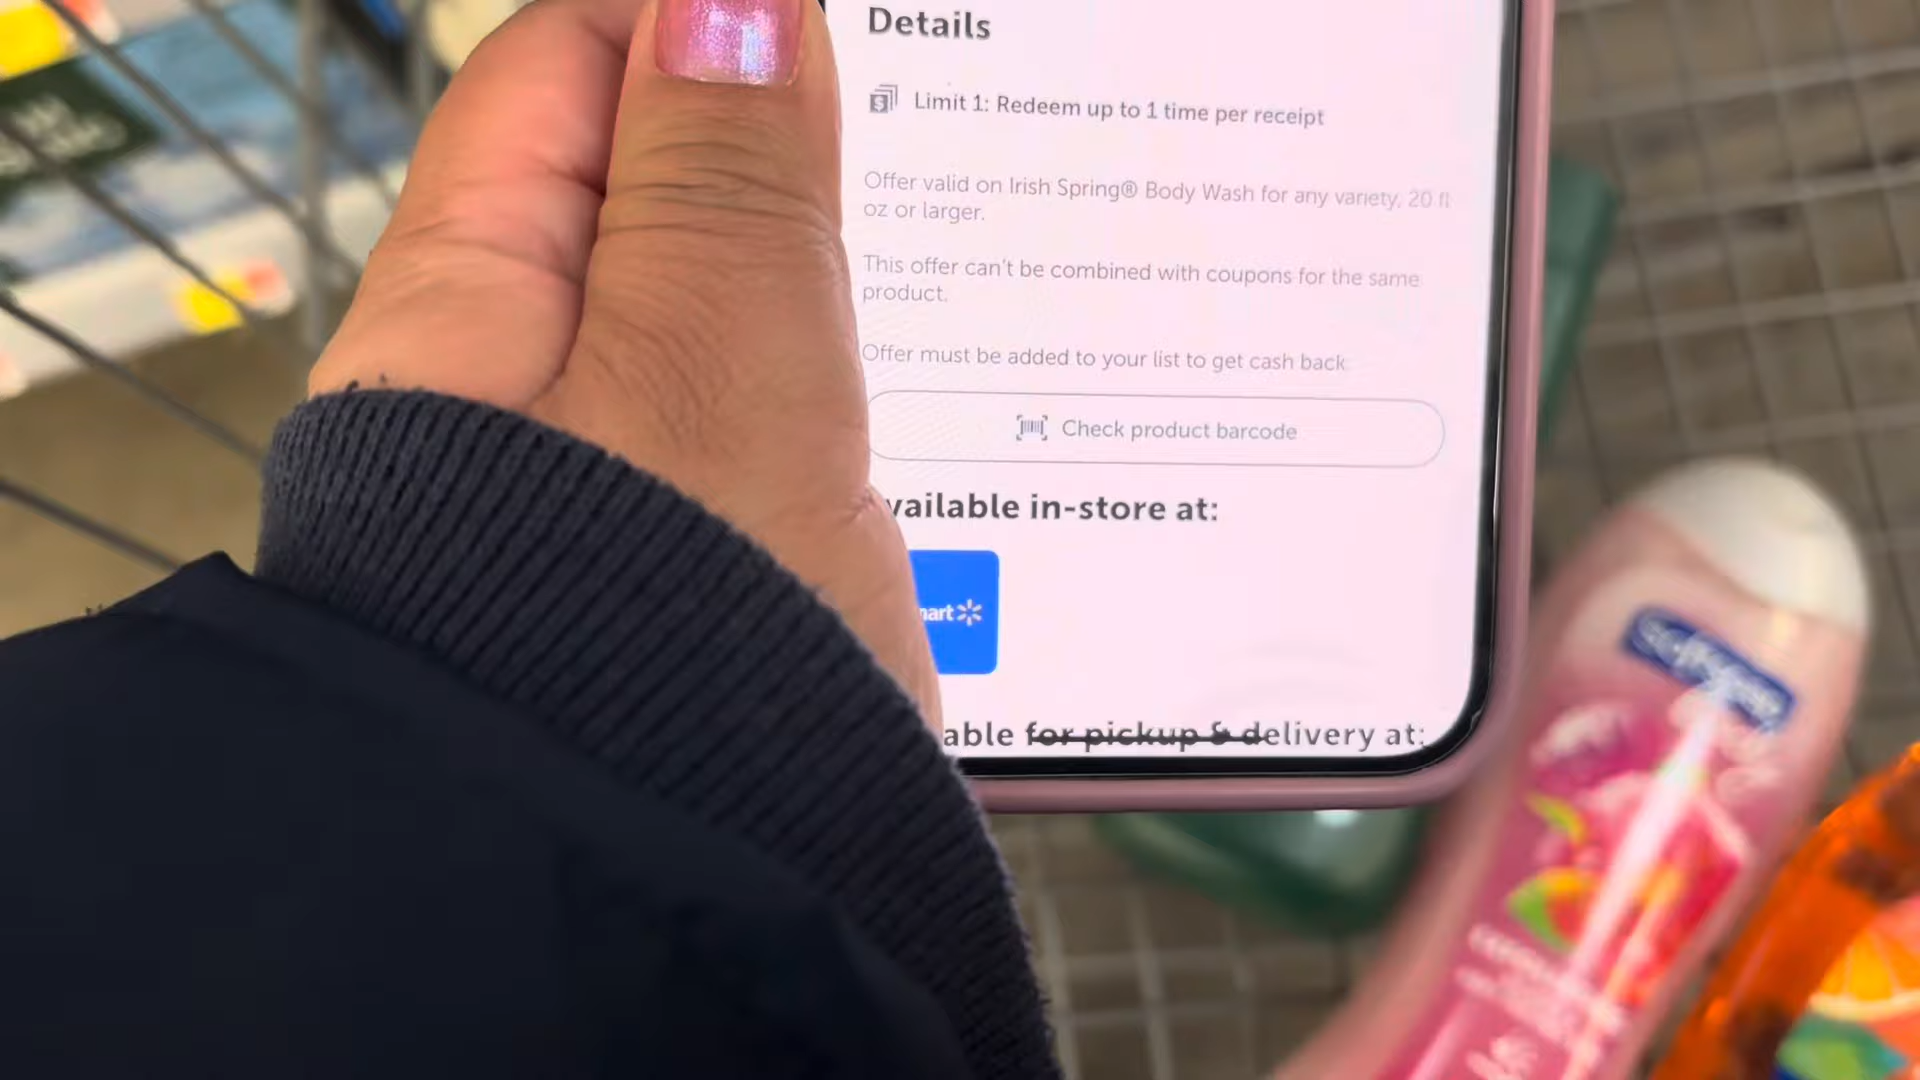 Details
Limit 1: Redeem up to 1 time per receipt
Offer valid on Irish Spring® Body Wash for any variety, 20 fl
oz or larger.
This offer can't be combined with coupons for the same
product.
Offer must be added to your list to get cash back
Check product barcode
vailable in-store at:
mart
able for pickup & delivery at:
softsoap